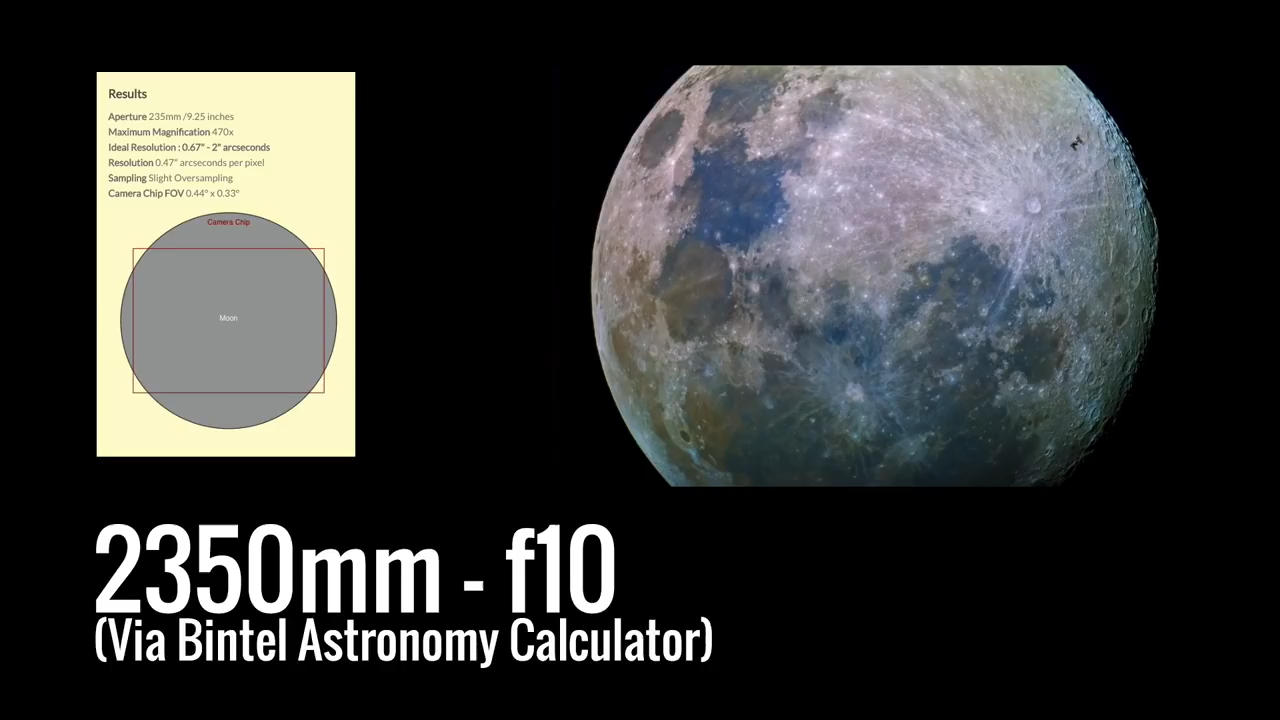 Results
Aperture 235mm /9.25 inches
Maximum Magnification 470x
Ideal Resolution : 0.67" - 2" arcseconds
Resolution 0.47" arcseconds per pixel
Sampling Slight Oversampling
Camera Chip FOV 0.44° x 0.33°
Camera Chip
Moon
2350mm - f10
(Via Bintel Astronomy Calculator)